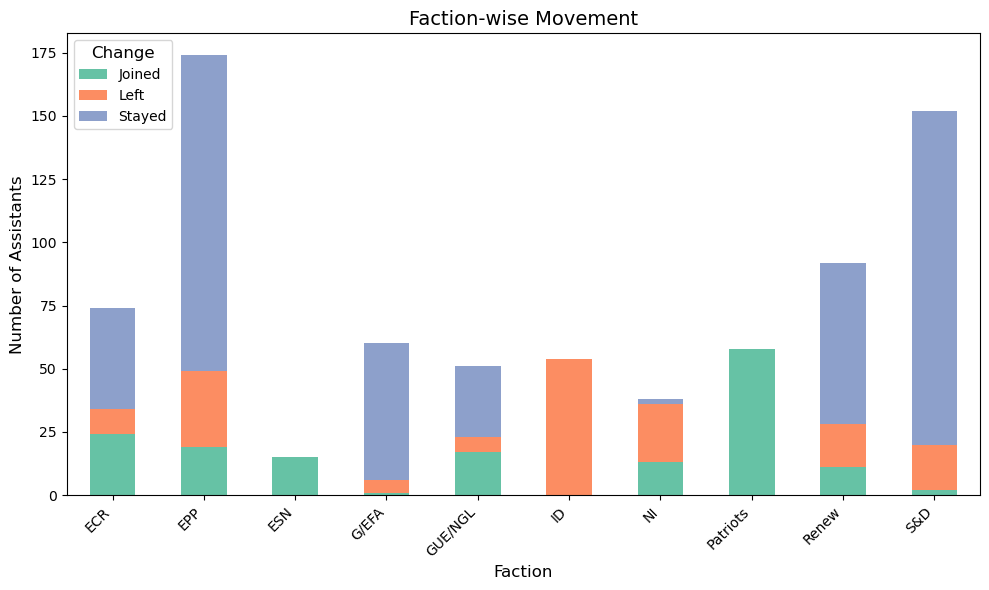 Faction-wise Movement
Change
Joined
Left
Stayed
175
150
125
100
75
50
25
0
Number of Assistants
ECR
EPP
ESN
G/EFA
GUE/NGL
ID
NI
Patriots
Renew
S&D
Faction